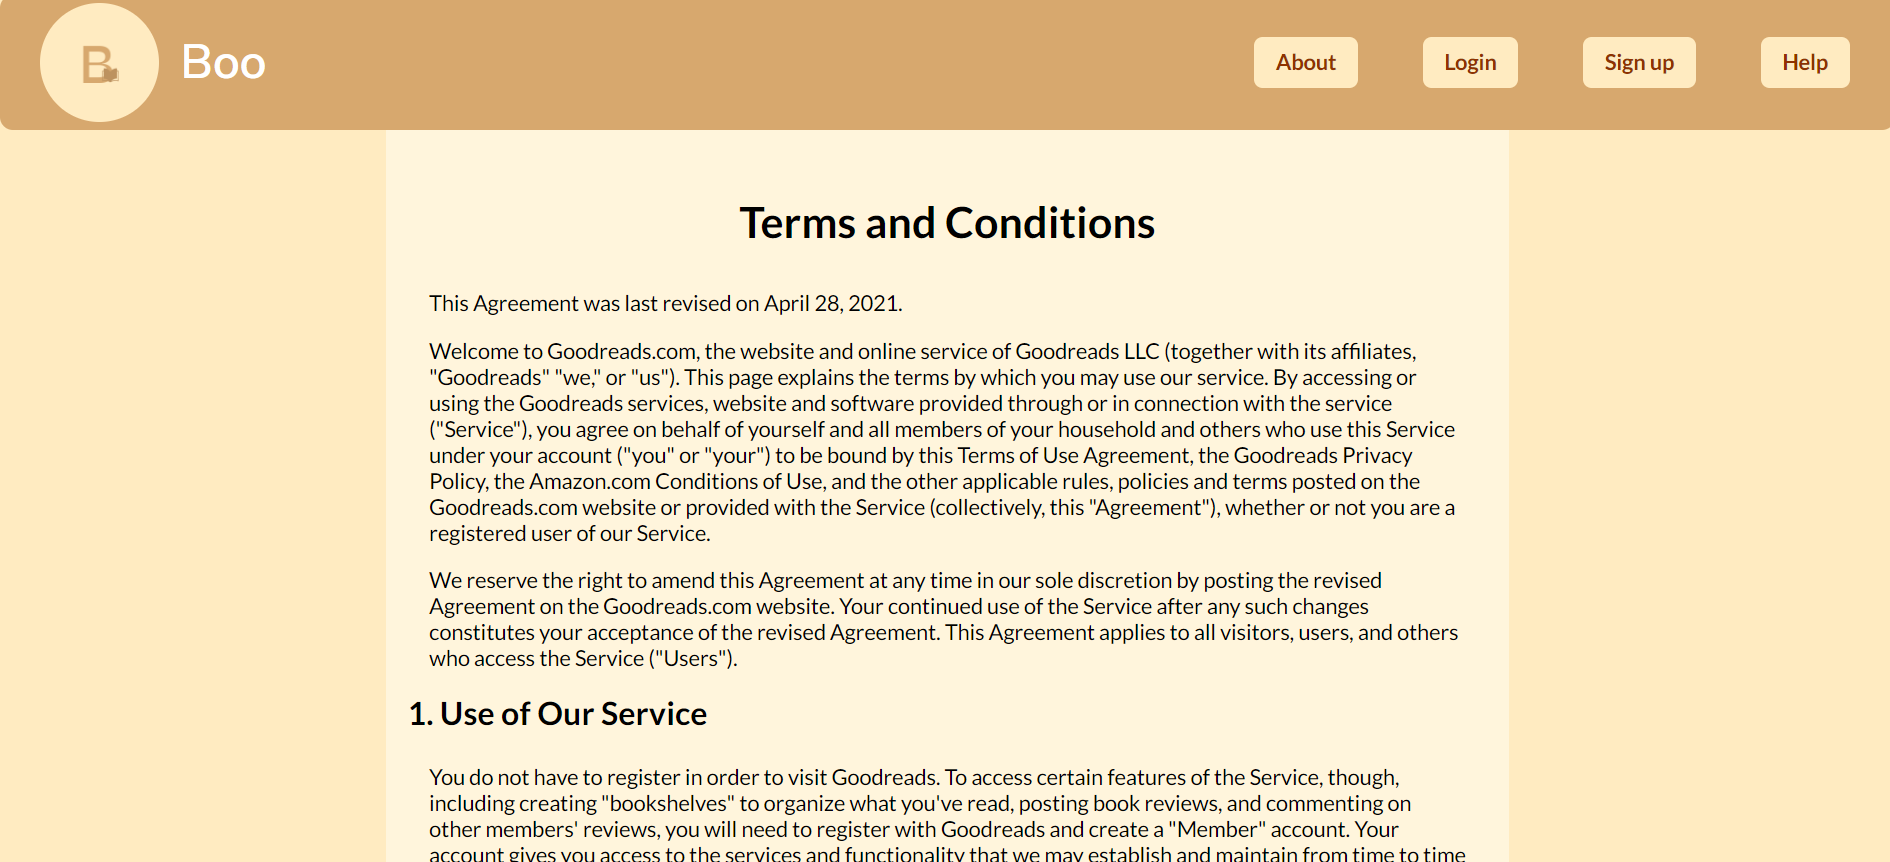 B
Boo
About
Login
Sign up
Help
Terms and Conditions
This Agreement was last revised on April 28, 2021.
Welcome to Goodreads.com, the website and online service of Goodreads LLC (together with its affiliates,
"Goodreads" "we," or "us"). This page explains the terms by which you may use our service. By accessing or
using the Goodreads services, website and software provided through or in connection with the service
("Service"), you agree on behalf of yourself and all members of your household and others who use this Service
under your account ("you" or "your") to be bound by this Terms of Use Agreement, the Goodreads Privacy
Policy, the Amazon.com Conditions of Use, and the other applicable rules, policies and terms posted on the
Goodreads.com website or provided with the Service (collectively, this "Agreement"), whether or not you are a
registered user of our Service.
We reserve the right to amend this Agreement at any time in our sole discretion by posting the revised
Agreement on the Goodreads.com website. Your continued use of the Service after any such changes
constitutes your acceptance of the revised Agreement. This Agreement applies to all visitors, users, and others
who access the Service ("Users").
1. Use of Our Service
You do not have to register in order to visit Goodreads. To access certain features of the Service, though,
including creating "bookshelves" to organize what you've read, posting book reviews, and commenting on
other members' reviews, you will need to register with Goodreads and create a "Member" account. Your
account gives you access to the services and functionality that we may establish and maintain from time to time